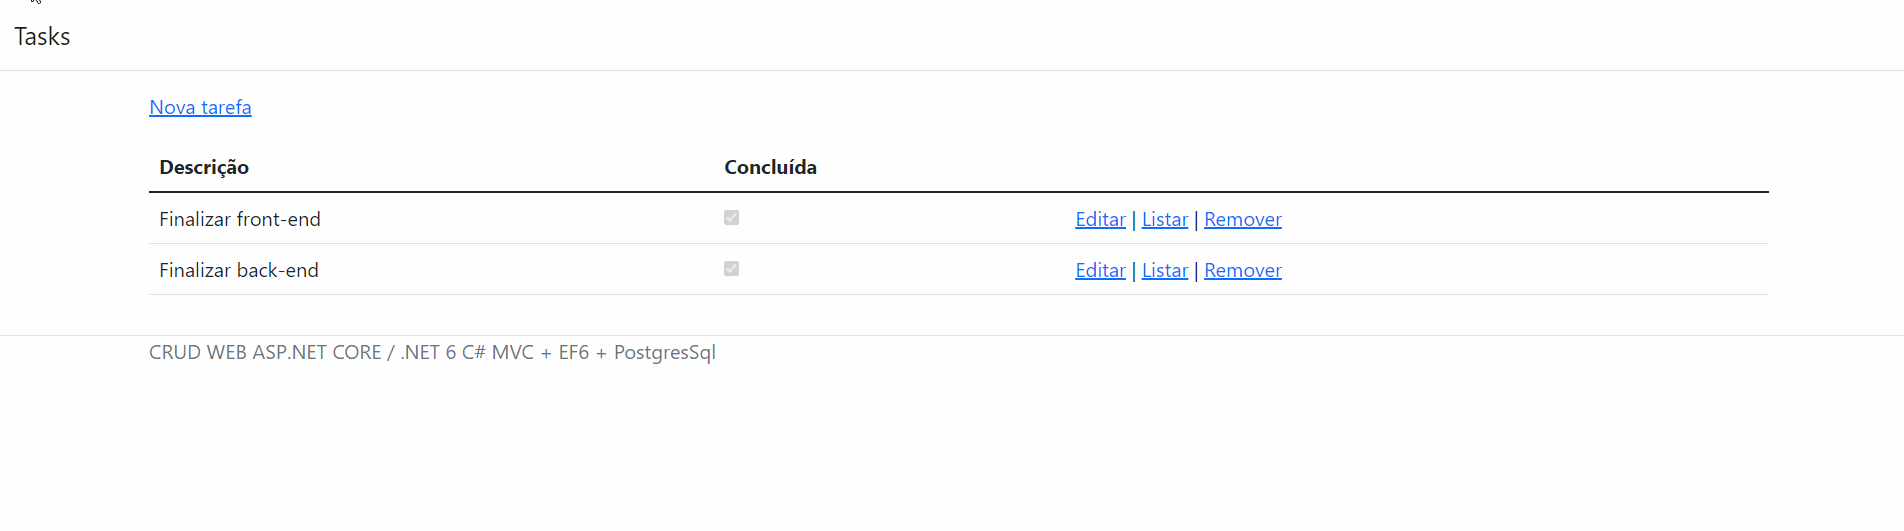 Tasks
Nova tarefa
Descrição Concluída
Finalizar front-end Editar | Listar | Remover
Finalizar back-end Editar | Listar | Remover
CRUD WEB ASP.NET CORE / .NET 6 C# MVC + EF6 + PostgresSql